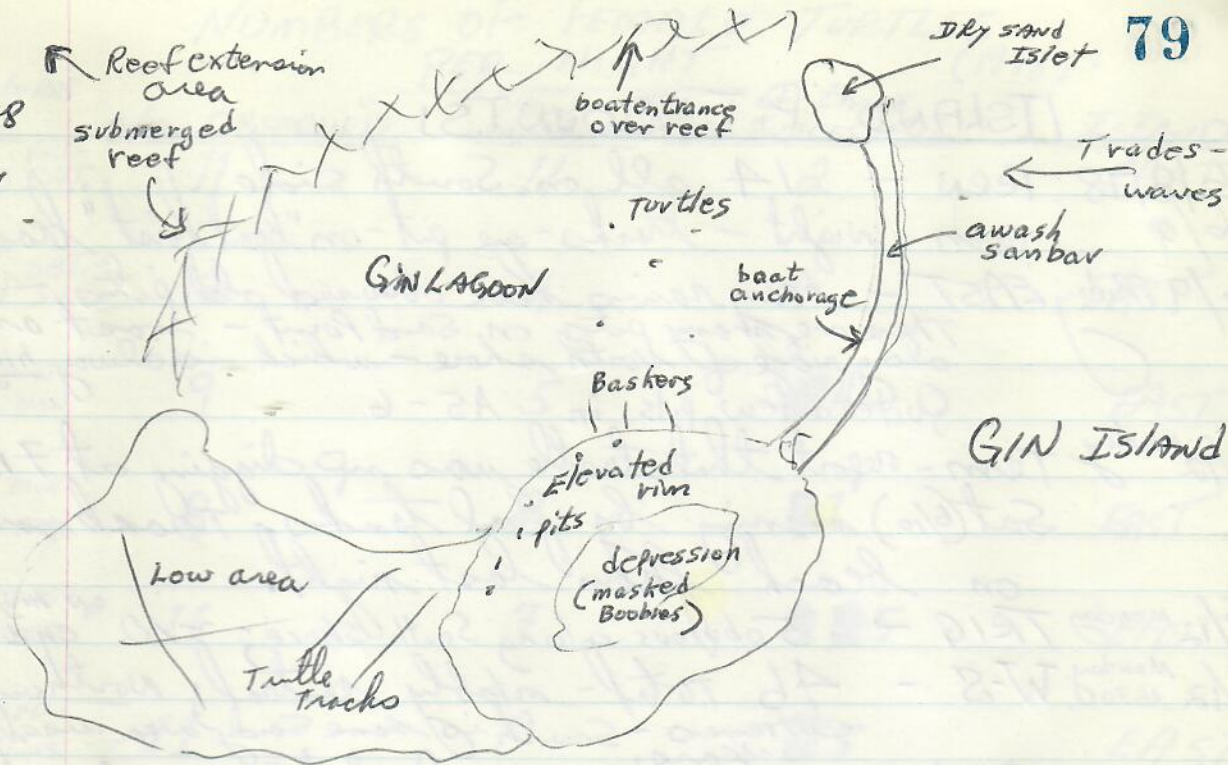 79
DRY SAND
Islet
Reef extension
area
8
submerged
reef
boat entrance
over reef
Trades-
waves
Turtles
awash
sanbar
GIN LAGOON
boat
anchorage
Baskers
GIN ISLAND
Elevated
rim
pits
depression
(masked
Boobies)
Low area
Turtle
Tracks